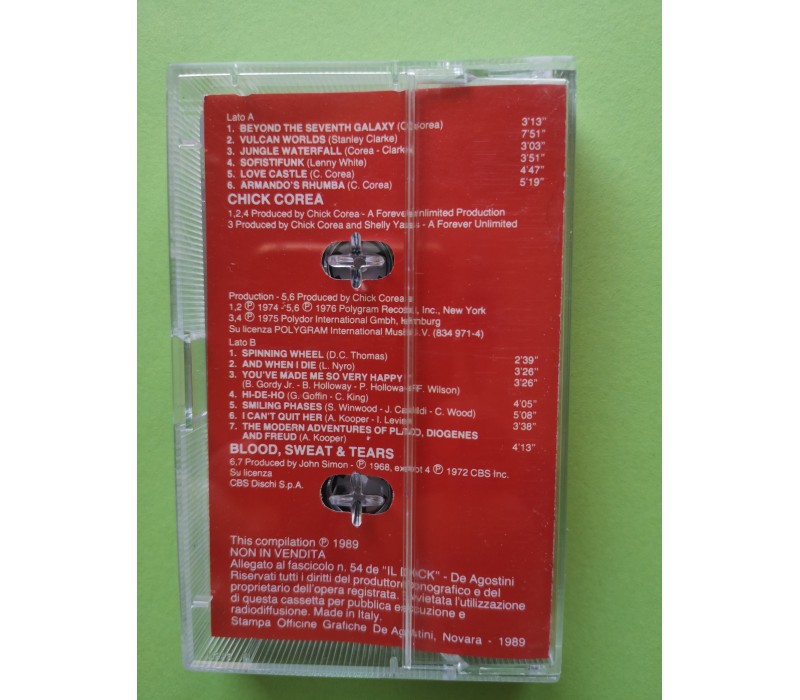 Lato A
1. BEYOND THE SEVENTH GALAXY (C. Corea) 3'13"
2. VULCAN WORLDS (Stanley Clarke) 7'51"
3. JUNGLE WATERFALL (Corea - Clarke) 3'03"
4. SOFISTIFUNK (Lenny White) 3'51"
5. LOVE CASTLE (C. Corea) 4'47"
6. ARMANDO'S RHUMBA (C. Corea) 5'19"
CHICK COREA
1,2,4 Produced by Chick Corea - A Forever Unlimited Production
3 Produced by Chick Corea and Shelly - A Forever Unlimited
Production - 5,6 Produced by Chick Corea
1,2 ℗ 1974 - 5,6 ℗ 1976 Polygram Records, Inc., New York
3,4 ℗ 1975 Polydor International Gmbh, Hamburg
Su licenza POLYGRAM International Music B.V. (834 971-4)
Lato B
1. SPINNING WHEEL (D.C. Thomas) 2'39"
2. AND WHEN I DIE (L. Nyro) 3'26"
3. YOU'VE MADE ME SO VERY HAPPY 3'26"
(B. Gordy Jr. - B. Holloway - P. Holloway - F. Wilson)
4. HI-DE-HO (G. Goffin - C. King) 4'05"
5. SMILING PHASES (S. Winwood - J. Capaldi - C. Wood) 5'08"
6. I CAN'T QUIT HER (A. Kooper - I. Levine) 3'38"
7. THE MODERN ADVENTURES OF PLATO, DIOGENES
AND FREUD (A. Kooper) 4'13"
BLOOD, SWEAT & TEARS
6,7 Produced by John Simon - ℗ 1968, except 4 ℗ 1972 CBS Inc.
Su licenza
CBS Dischi S.p.A.
This compilation ℗ 1989
NON IN VENDITA
Allegato al fascicolo n. 54 de "IL ROCK" - De Agostini
Riservati tutti i diritti del produttore fonografico e del
proprietario dell'opera registrata. È vietata l'utilizzazione
di questa cassetta per pubblica esecuzione e
radiodiffusione. Made in Italy.
Stampa Officine Grafiche De Agostini, Novara - 1989